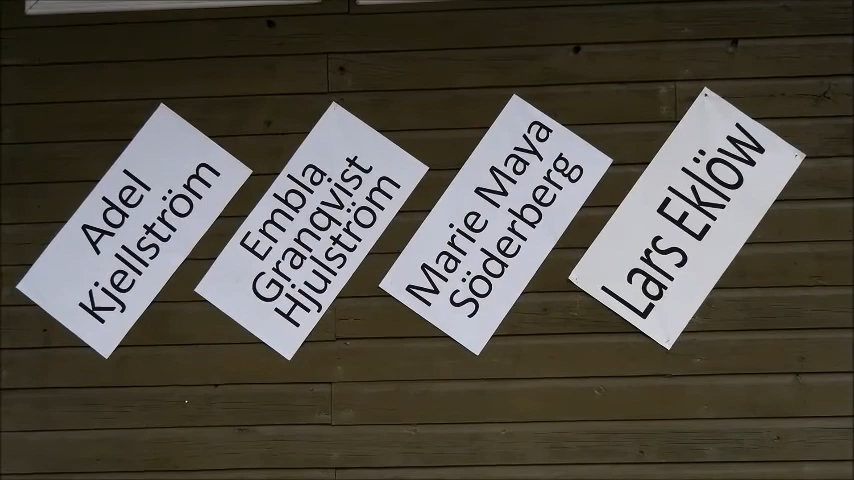 Adel
Kjellström
Embla
Granqvist
Hjulström
Marie Maya
Söderberg
Lars Eklöw